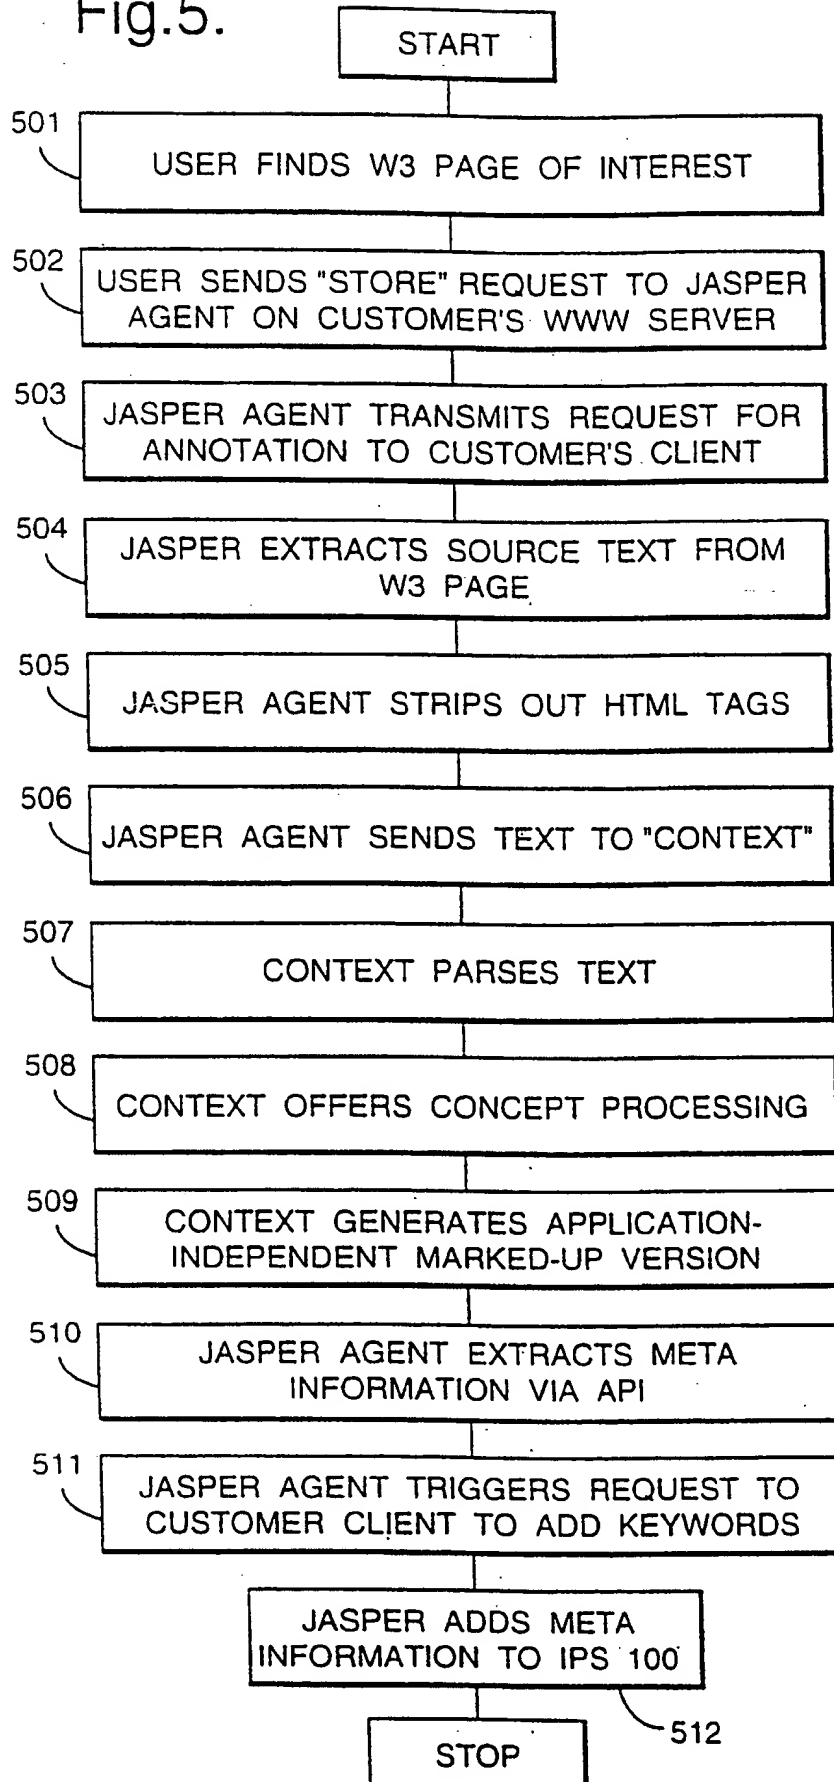 Fig.5.
START
501
USER FINDS W3 PAGE OF INTEREST
502
USER SENDS "STORE" REQUEST TO JASPER
AGENT ON CUSTOMER'S WWW SERVER
503
JASPER AGENT TRANSMITS REQUEST FOR
ANNOTATION TO CUSTOMER'S CLIENT
504
JASPER EXTRACTS SOURCE TEXT FROM
W3 PAGE
505
JASPER AGENT STRIPS OUT HTML TAGS
506
JASPER AGENT SENDS TEXT TO "CONTEXT"
507
CONTEXT PARSES TEXT
508
CONTEXT OFFERS CONCEPT PROCESSING
509
CONTEXT GENERATES APPLICATION-
INDEPENDENT MARKED-UP VERSION
510
JASPER AGENT EXTRACTS META
INFORMATION VIA API
511
JASPER AGENT TRIGGERS REQUEST TO
CUSTOMER CLIENT TO ADD KEYWORDS
JASPER ADDS META
INFORMATION TO IPS 100
512
STOP